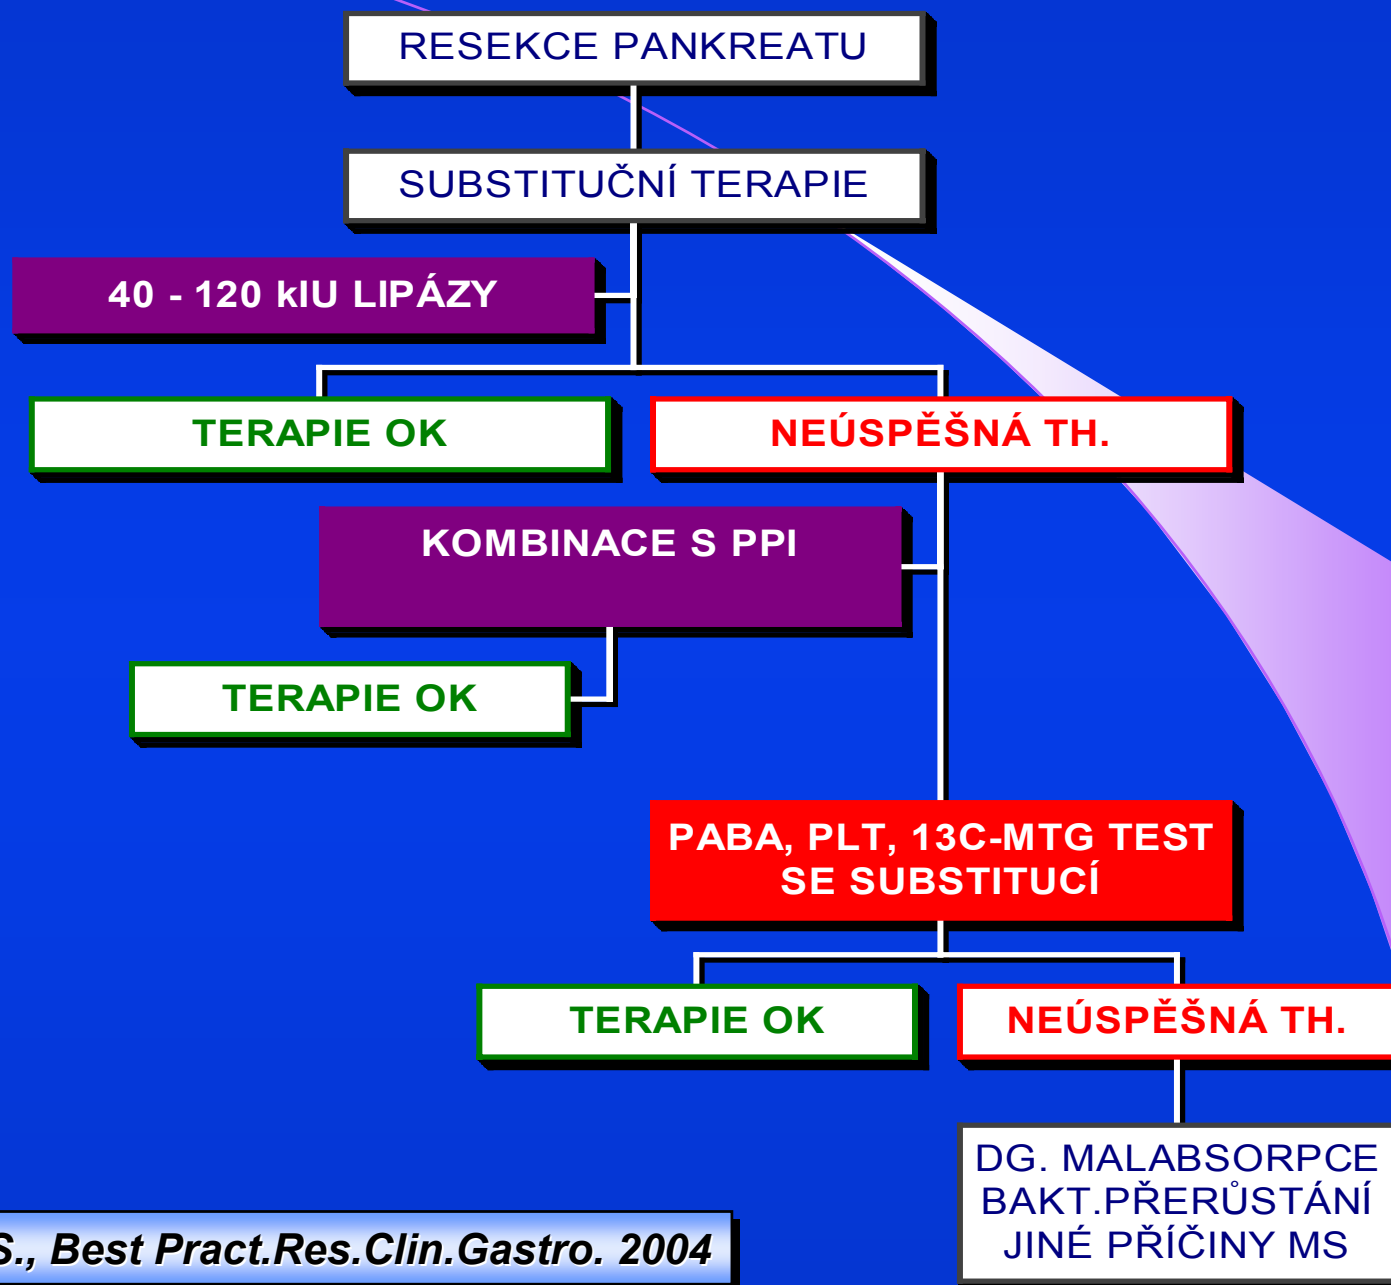 RESEKCE PANKREATU
SUBSTITUČNÍ TERAPIE
40 - 120 kIU LIPÁZY
TERAPIE OK
NEÚSPĚŠNÁ TH.
KOMBINACE S PPI
TERAPIE OK
PABA, PLT, 13C-MTG TEST
SE SUBSTITUCÍ
TERAPIE OK
NEÚSPĚŠNÁ TH.
DG. MALABSORPCE
BAKT.PŘERŮSTÁNÍ
JINÉ PŘÍČINY MS
S., Best Pract.Res.Clin.Gastro. 2004